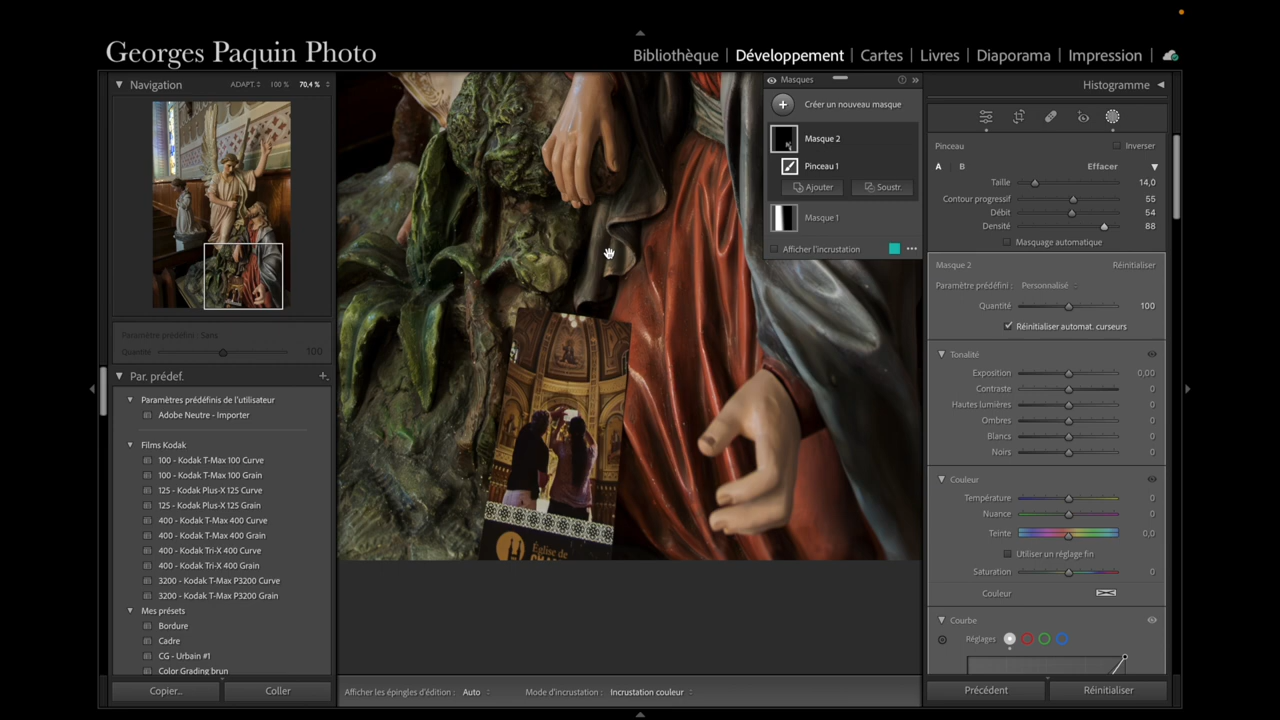 Georges Paquin Photo
Bibliothèque | Développement | Cartes | Livres | Diaporama | Impression |
Navigation ADAPT. 100 % 70,4 %
Paramètre prédéfini : Sans
Quantité 100
Par. prédéf. +
Paramètres prédéfinis de l'utilisateur
Adobe Neutre - Importer
Films Kodak
100 - Kodak T-Max 100 Curve
100 - Kodak T-Max 100 Grain
125 - Kodak Plus-X 125 Curve
125 - Kodak Plus-X 125 Grain
400 - Kodak T-Max 400 Curve
400 - Kodak T-Max 400 Grain
400 - Kodak Tri-X 400 Curve
400 - Kodak Tri-X 400 Grain
3200 - Kodak T-Max P3200 Curve
3200 - Kodak T-Max P3200 Grain
Mes présets
Bordure
Cadre
CG - Urbain #1
Color Grading brun
Copier... Coller
Église de
Masques
Créer un nouveau masque
Masque 2
Pinceau 1
Ajouter Soustr.
Masque 1
Afficher l'incrustation
Afficher les épingles d'édition : Auto Mode d'incrustation : Incrustation couleur
Histogramme
Pinceau Inverser
A B Effacer
Taille 14,0
Contour progressif 55
Débit 54
Densité 88
Masquage automatique
Masque 2 Réinitialiser
Paramètre prédéfini : Personnalisé
Quantité 100
Réinitialiser automat. curseurs
Tonalité
Exposition 0,00
Contraste 0
Hautes lumières 0
Ombres 0
Blancs 0
Noirs 0
Couleur
Température 0
Nuance 0
Teinte 0,0
Utiliser un réglage fin
Saturation 0
Couleur
Courbe
Réglages
Précédent Réinitialiser